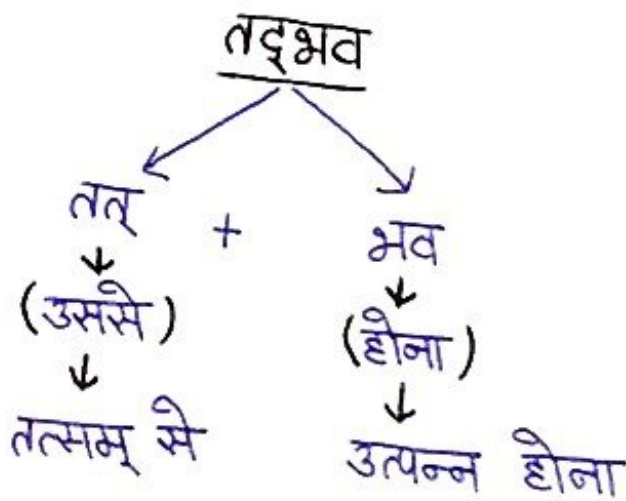 तद्भव
तत् + भव
(उससे) (होना)
तत्सम् से उत्पन्न होना